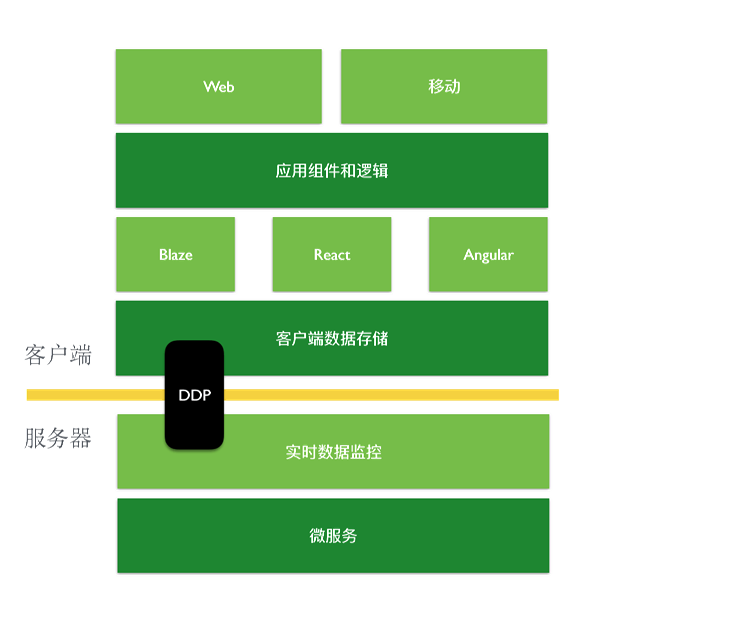 Web
移动
应用组件和逻辑
Blaze
React
Angular
客户端数据存储
客户端
DDP
服务器
实时数据监控
微服务